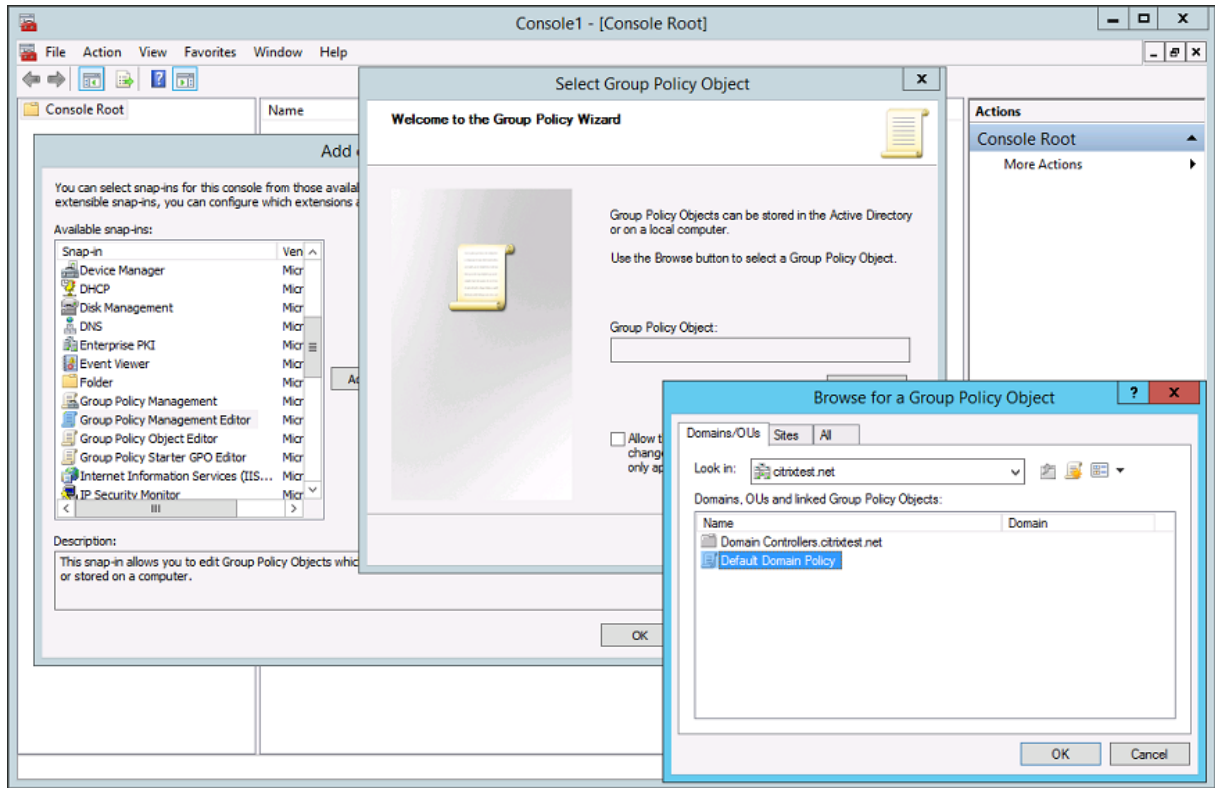 Console1 - [Console Root]
File Action View Favorites Window Help
Console Root
Name
Actions
Console Root
More Actions
Add
You can select snap-ins for this console from those availab
extensible snap-ins, you can configure which extensions
Available snap-ins:
Snap-in Ven
Device Manager Micr
DHCP Micr
Disk Management Micr
DNS Micr
Enterprise PKI Micr
Event Viewer Micr
Folder Micr
Group Policy Management Micr
Group Policy Management Editor Micr
Group Policy Object Editor Micr
Group Policy Starter GPO Editor Micr
Internet Information Services (IIS... Micr
IP Security Monitor Micr
Description:
This snap-in allows you to edit Group Policy Objects whic
or stored on a computer.
OK
Select Group Policy Object
x
Welcome to the Group Policy Wizard
Group Policy Objects can be stored in the Active Directory
or on a local computer.
Use the Browse button to select a Group Policy Object.
Group Policy Object:
Allow t
change
only ap
Browse for a Group Policy Object
? x
Domains/OUs Sites All
Look in: citrixtest.net
Domains, OUs and linked Group Policy Objects:
Name Domain
Domain Controllers.citrixtest.net
Default Domain Policy
OK Cancel